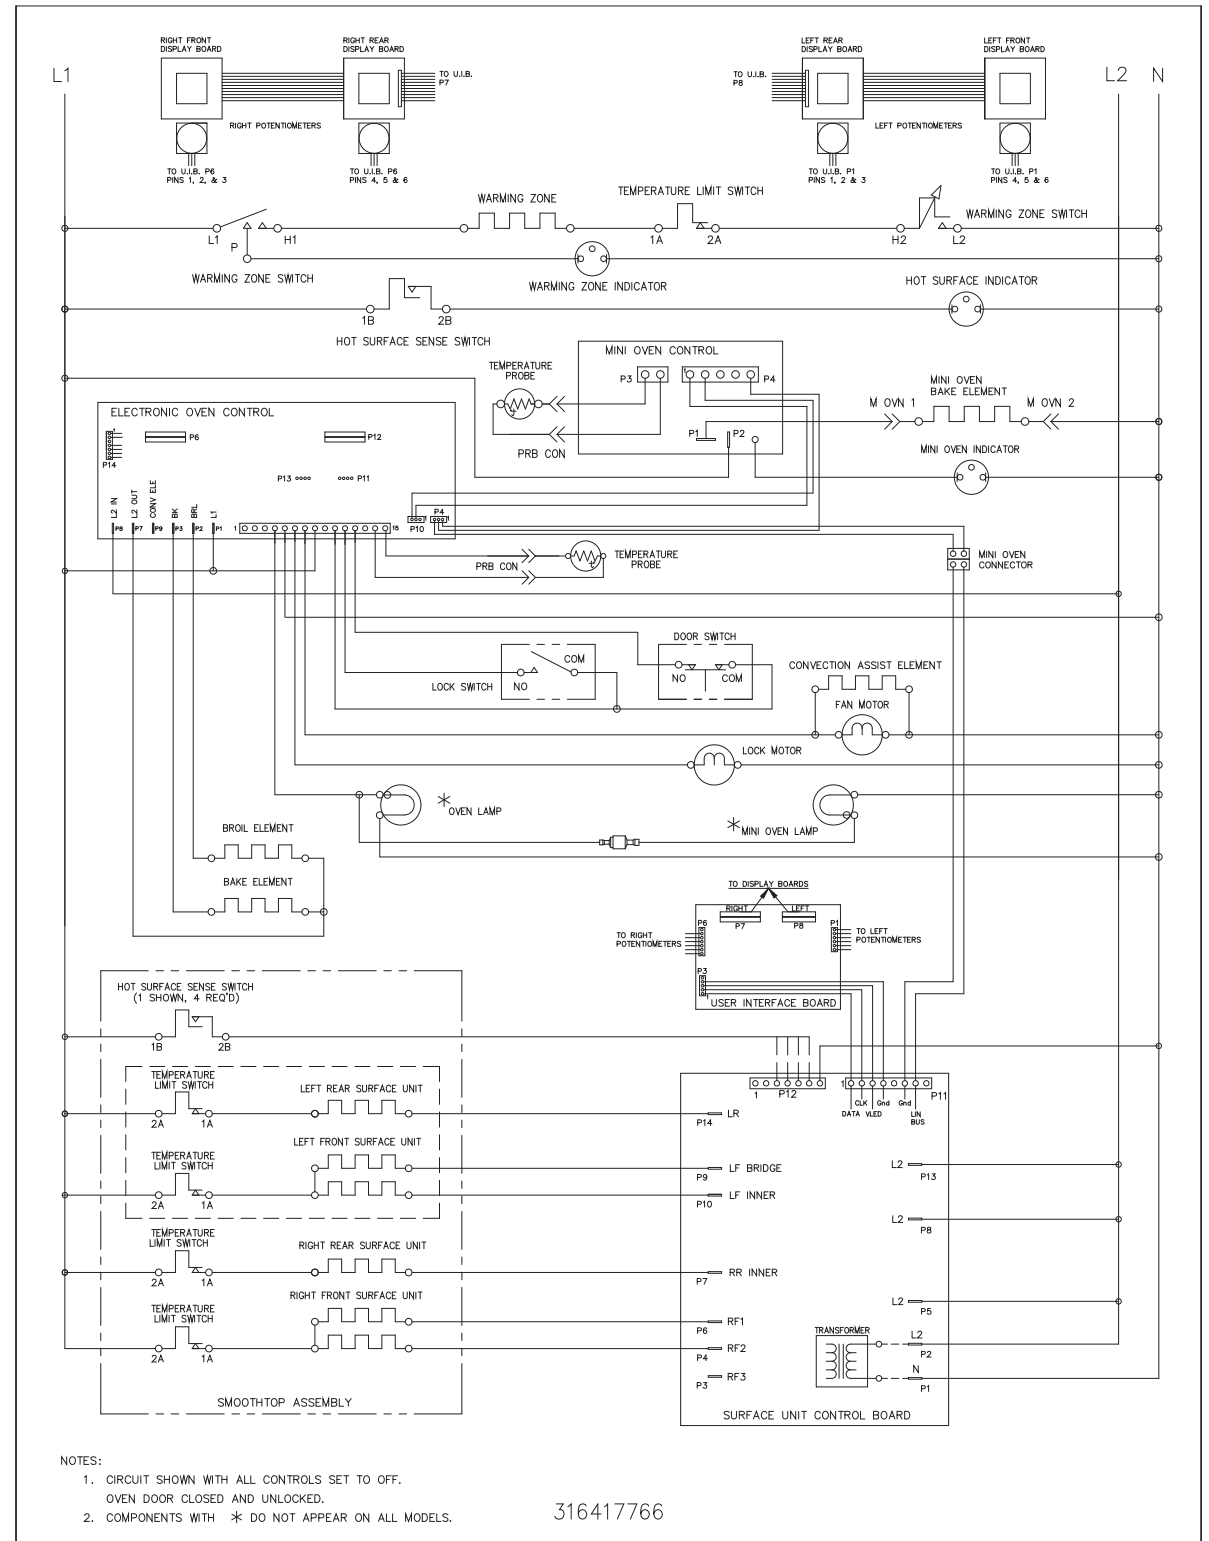 RIGHT FRONT
DISPLAY BOARD
RIGHT REAR
DISPLAY BOARD
LEFT REAR
DISPLAY BOARD
LEFT FRONT
DISPLAY BOARD
L1
TO U.I.B.
P7
TO U.I.B.
P8
L2
N
RIGHT POTENTIOMETERS
LEFT POTENTIOMETERS
TO U.I.B. P6
PINS 1, 2, & 3
TO U.I.B. P6
PINS 4, 5 & 6
TO U.I.B. P1
PINS 1, 2 & 3
TO U.I.B. P1
PINS 4, 5 & 6
WARMING ZONE
TEMPERATURE LIMIT SWITCH
WARMING ZONE SWITCH
L1
H1
P
1A
2A
H2
L2
WARMING ZONE SWITCH
WARMING ZONE INDICATOR
HOT SURFACE INDICATOR
1B
2B
HOT SURFACE SENSE SWITCH
MINI OVEN CONTROL
TEMPERATURE
PROBE
P3
1
P4
MINI OVEN
BAKE ELEMENT
M OVN 1
M OVN 2
PRB CON
P1
P2
MINI OVEN INDICATOR
ELECTRONIC OVEN CONTROL
1
P14
P6
P12
P13
P11
L2 IN
L2 OUT
CONV ELE
BK
BRL
L1
P8
P7
P9
P3
P2
P1
1
15
P10
1
P4
1
PRB CON
TEMPERATURE
PROBE
MINI OVEN
CONNECTOR
LOCK SWITCH
NO
COM
DOOR SWITCH
NO
COM
CONVECTION ASSIST ELEMENT
FAN MOTOR
LOCK MOTOR
* OVEN LAMP
* MINI OVEN LAMP
BROIL ELEMENT
BAKE ELEMENT
TO DISPLAY BOARDS
RIGHT
LEFT
P6
P7
P8
P1
TO RIGHT
POTENTIOMETERS
TO LEFT
POTENTIOMETERS
P3
1
USER INTERFACE BOARD
HOT SURFACE SENSE SWITCH
(1 SHOWN, 4 REQ'D)
1B
2B
TEMPERATURE
LIMIT SWITCH
LEFT REAR SURFACE UNIT
2A
1A
TEMPERATURE
LIMIT SWITCH
LEFT FRONT SURFACE UNIT
2A
1A
TEMPERATURE
LIMIT SWITCH
RIGHT REAR SURFACE UNIT
2A
1A
TEMPERATURE
LIMIT SWITCH
RIGHT FRONT SURFACE UNIT
2A
1A
SMOOTHTOP ASSEMBLY
1
P12
1
P11
DATA
CLK
VLED
Gnd
Gnd
LIN
BUS
P14
LR
P9
LF BRIDGE
P10
LF INNER
P7
RR INNER
P6
RF1
P4
RF2
P3
RF3
L2
P13
L2
P8
L2
P5
TRANSFORMER
L2
P2
N
P1
SURFACE UNIT CONTROL BOARD
NOTES:
1. CIRCUIT SHOWN WITH ALL CONTROLS SET TO OFF.
OVEN DOOR CLOSED AND UNLOCKED.
2. COMPONENTS WITH * DO NOT APPEAR ON ALL MODELS.
316417766